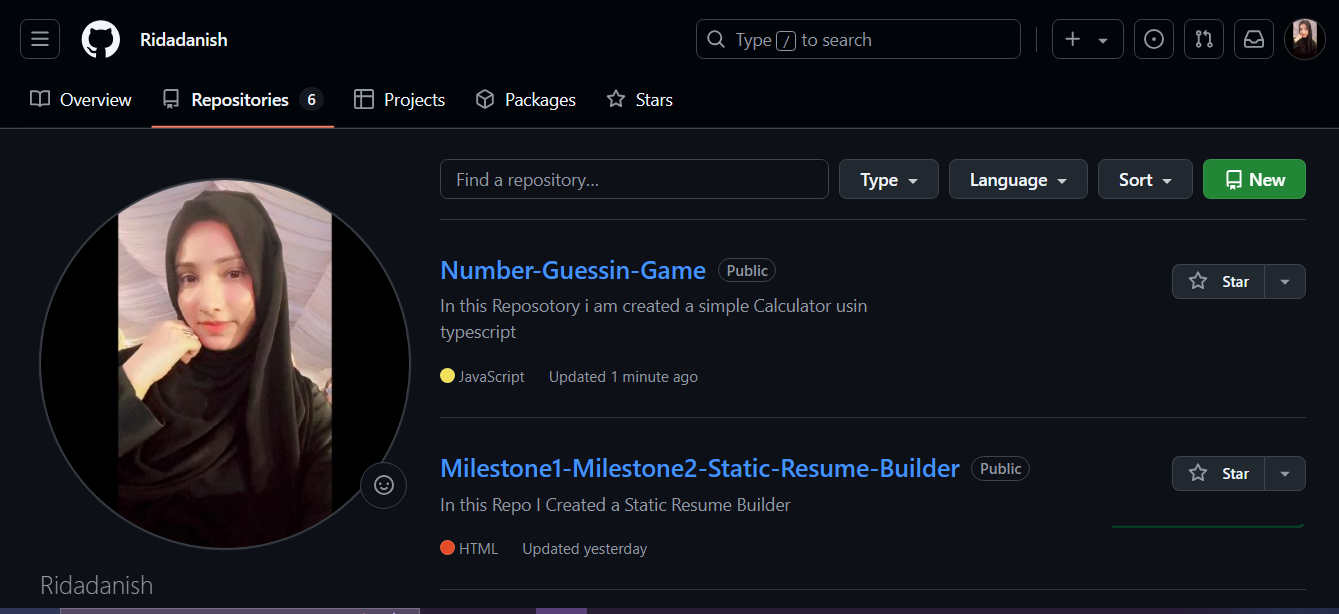 Ridadanish
Type / to search
Overview
Repositories 6
Projects
Packages
Stars
Find a repository...
Type
Language
Sort
New
Number-Guessin-Game Public
Star
In this Reposotory i am created a simple Calculator usin
typescript
JavaScript Updated 1 minute ago
Milestone1-Milestone2-Static-Resume-Builder Public
Star
In this Repo I Created a Static Resume Builder
HTML Updated yesterday
Ridadanish